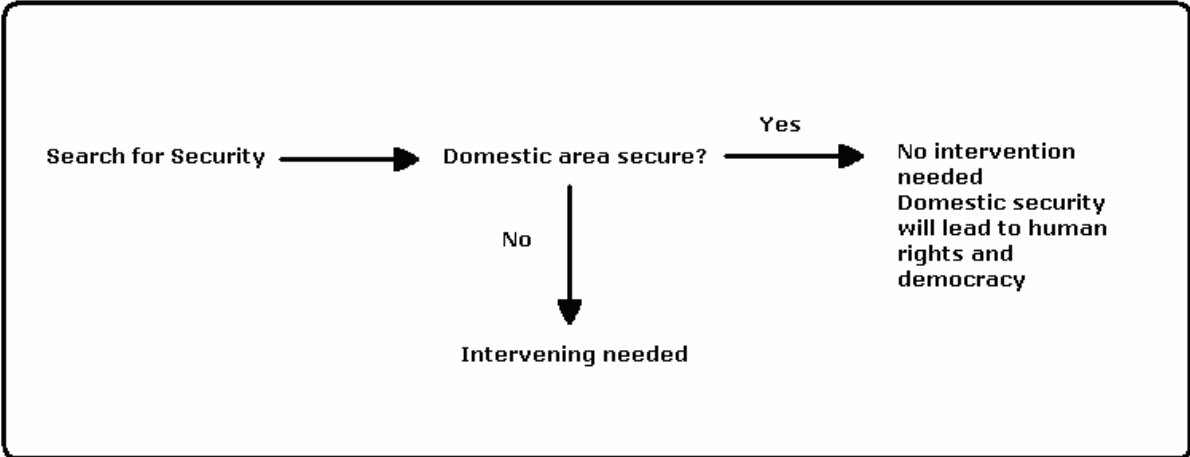 Yes
Search for Security
Domestic area secure?
No intervention
needed
Domestic security
will lead to human
rights and
democracy
No
Intervening needed